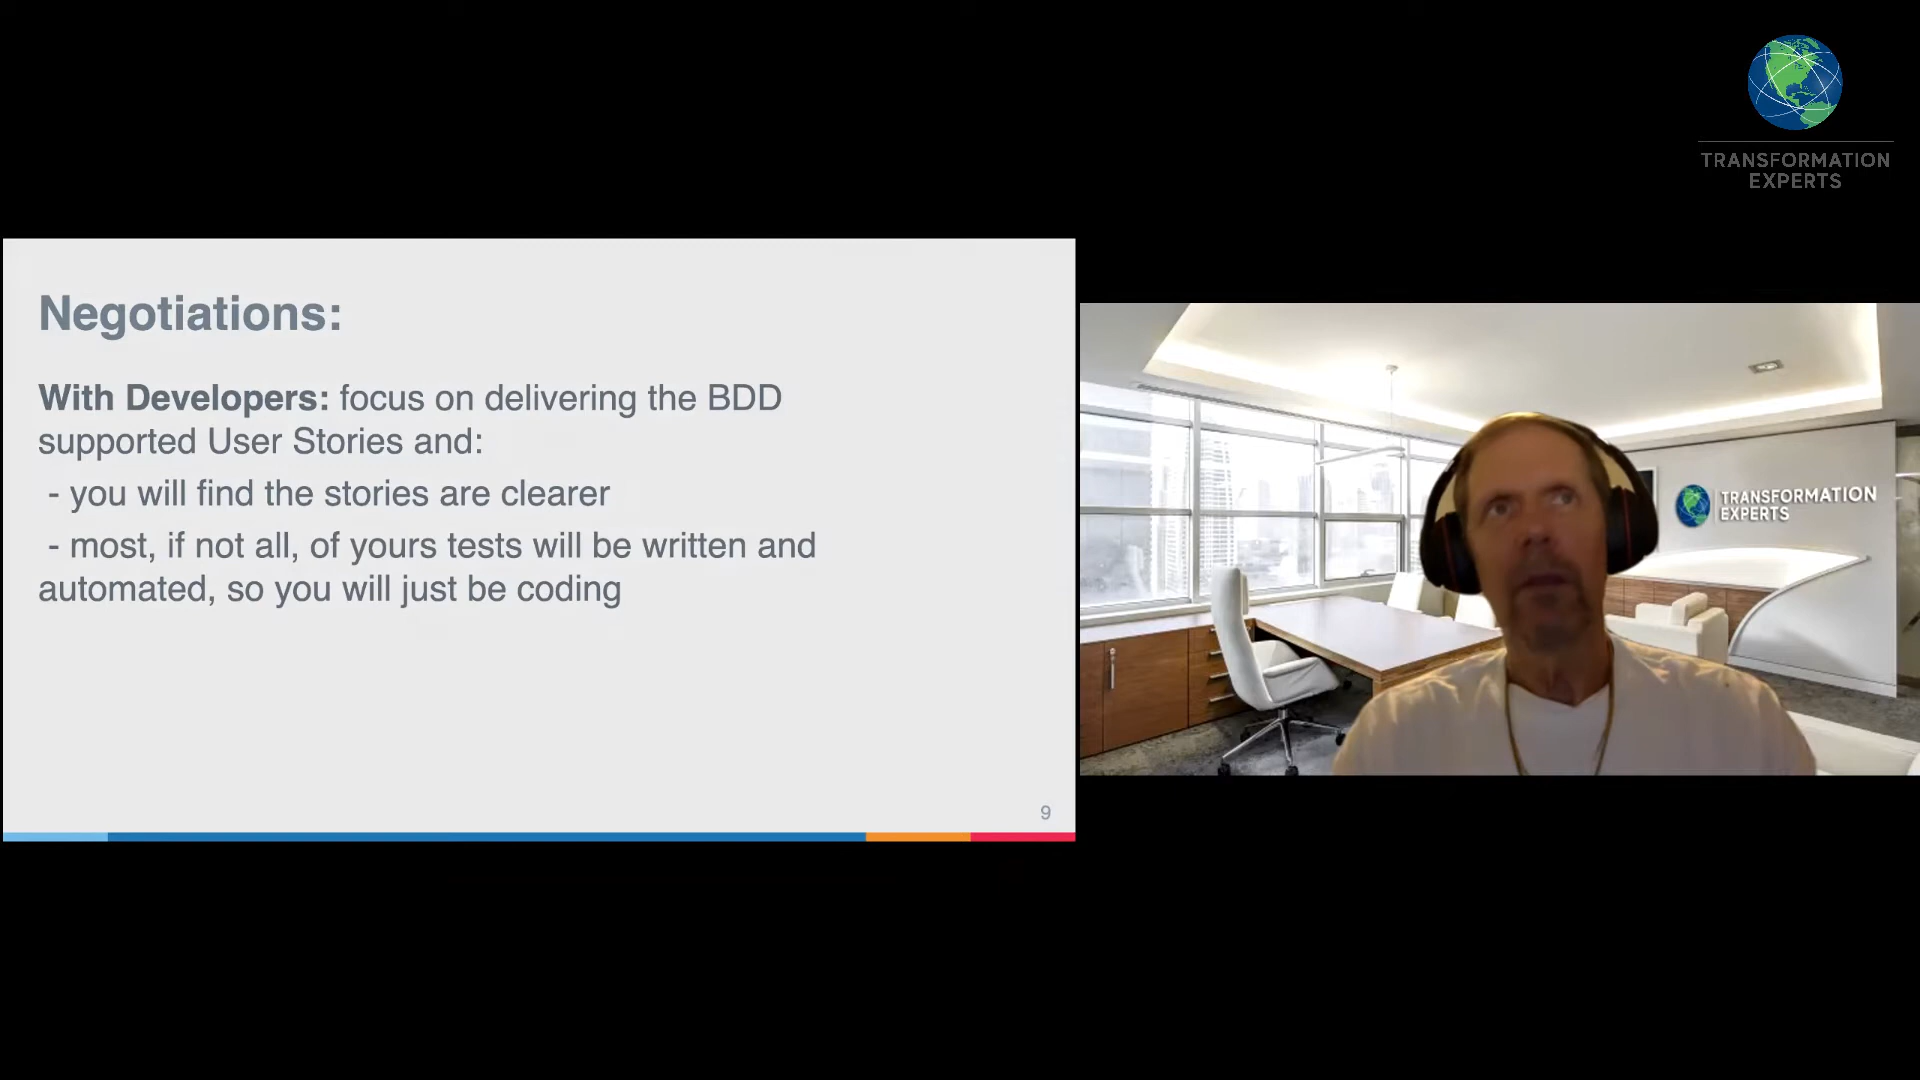 TRANSFORMATION
EXPERTS
Negotiations:
With Developers: focus on delivering the BDD
supported User Stories and:
- you will find the stories are clearer
- most, if not all, of yours tests will be written and
automated, so you will just be coding
9
TRANSFORMATION
EXPERTS